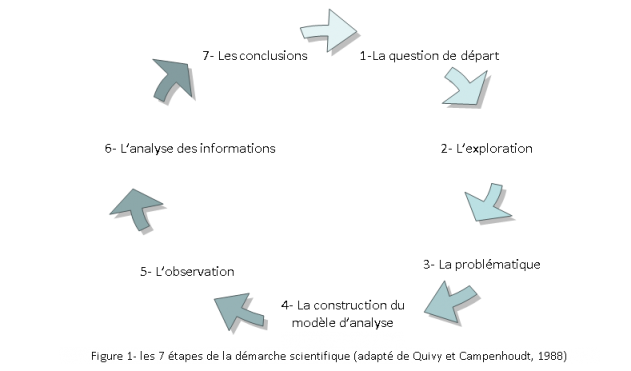 7- Les conclusions
1-La question de départ
6- L'analyse des informations
2- L'exploration
5- L'observation
3- La problématique
4- La construction du
modèle d'analyse
Figure 1- les 7 étapes de la démarche scientifique (adapté de Quivy et Campenhoudt, 1988)